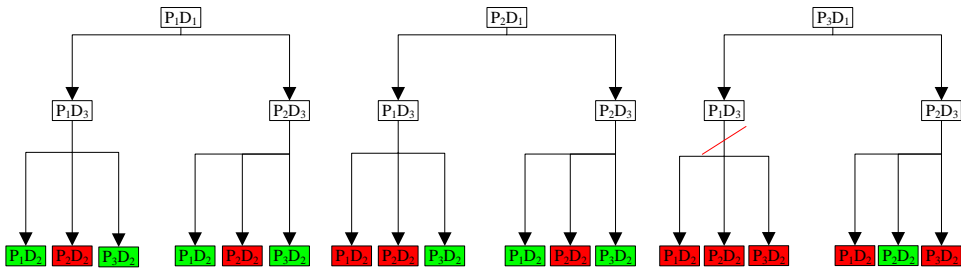 P₁D₁ P₂D₁ P₃D₁
P₁D₃ P₂D₃ P₁D₃ P₂D₃ P₁D₃ P₂D₃
P₁D₂ P₂D₂ P₃D₂ P₁D₂ P₂D₂ P₃D₂ P₁D₂ P₂D₂ P₃D₂ P₁D₂ P₂D₂ P₃D₂ P₁D₂ P₂D₂ P₃D₂ P₁D₂ P₂D₂ P₃D₂